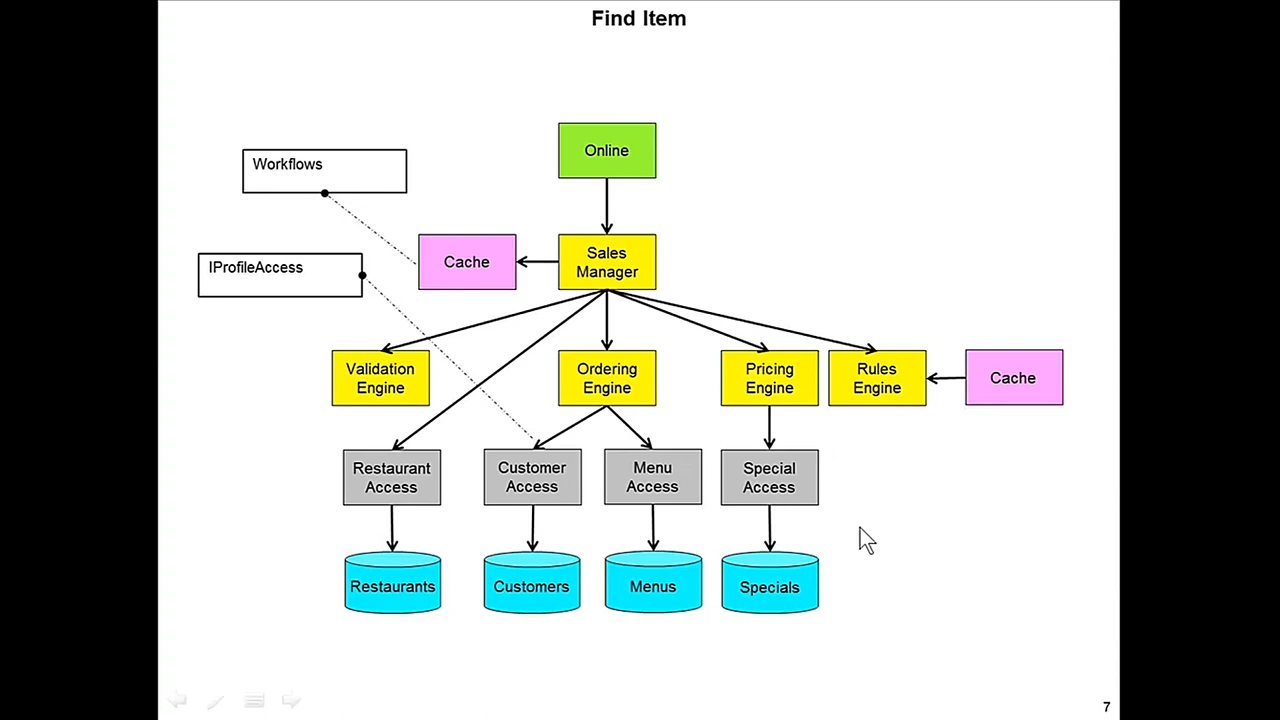 Find Item
Online
Workflows
Sales
Manager
Cache
IProfileAccess
Validation
Engine
Ordering
Engine
Pricing
Engine
Rules
Engine
Cache
Restaurant
Access
Customer
Access
Menu
Access
Special
Access
Restaurants
Customers
Menus
Specials
7